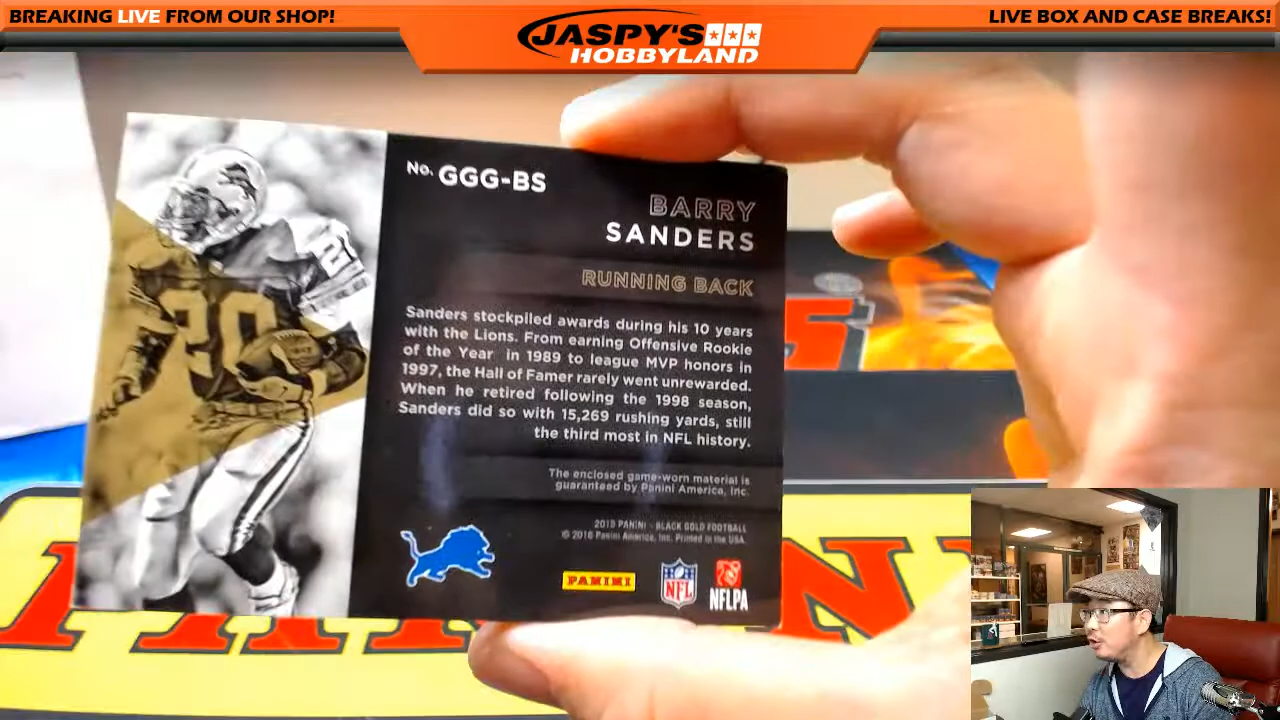 BREAKING LIVE FROM OUR SHOP!
JASPY'S
HOBBYLAND
LIVE BOX AND CASE BREAKS!
No. GGG-BS
BARRY
SANDERS
RUNNING BACK
Sanders stockpiled awards during his 10 years
with the Lions. From earning Offensive Rookie
of the Year in 1989 to league MVP honors in
1997, the Hall of Famer rarely went unrewarded.
When he retired following the 1998 season,
Sanders did so with 15,269 rushing yards, still
the third most in NFL history.
The enclosed game-worn material is
guaranteed by Panini America, Inc.
PANINI - BLACK GOLD FOOTBALL
© 2016 Panini America, Inc. Printed in the USA.
PANINI
NFL
NFLPA
20
20